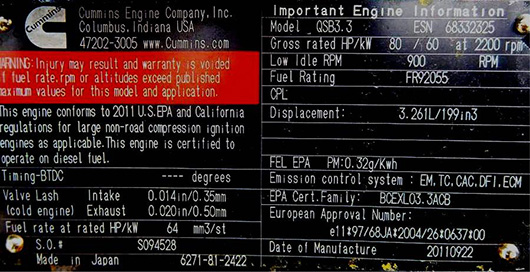 Cummins
Cummins Engine Company, Inc.
Columbus, Indiana USA
47202-3005 www.Cummins.com
WARNING: Injury may result and warranty is voided
if fuel rate.rpm or altitudes exceed published
maximum values for this model and application.
This engine conforms to 2011 U.S.EPA and California
regulations for large non-road compression ignition
engines as applicable.This engine is certified to
operate on diesel fuel.
Timing-BTDC ---- degrees
Valve Lash Intake 0.014in/0.35mm
(cold engine) Exhaust 0.020in/0.50mm
Fuel rate at rated HP/kW 64 mm3/st
S.O.# S094528
Made in Japan 6271-81-2422
Important Engine Information
Model QSB3.3 ESN 68332325
Gross rated HP/kW 80 / 60 at 2200 rpm
Low Idle RPM 900 RPM
Fuel Rating FR92055
CPL
Displacement: 3.261L/199in3
FEL EPA PM:0.32g/Kwh
Emission control system : EM,TC,CAC,DFI,ECM
EPA Cert.Family: BCEXL03.3ACB
European Approval Number:
e11*97/68JA*2004/26*0637*00
Date of Manufacture 20110922